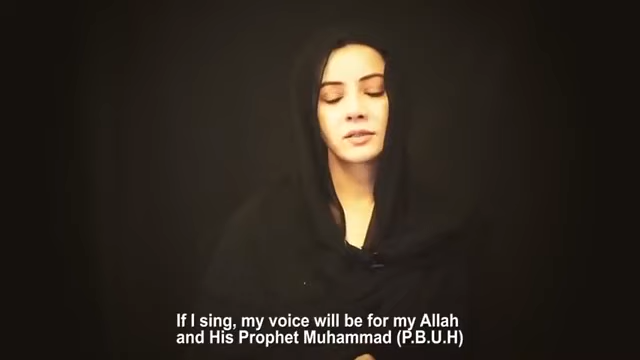 If I sing, my voice will be for my Allah
and His Prophet Muhammad (P.B.U.H)